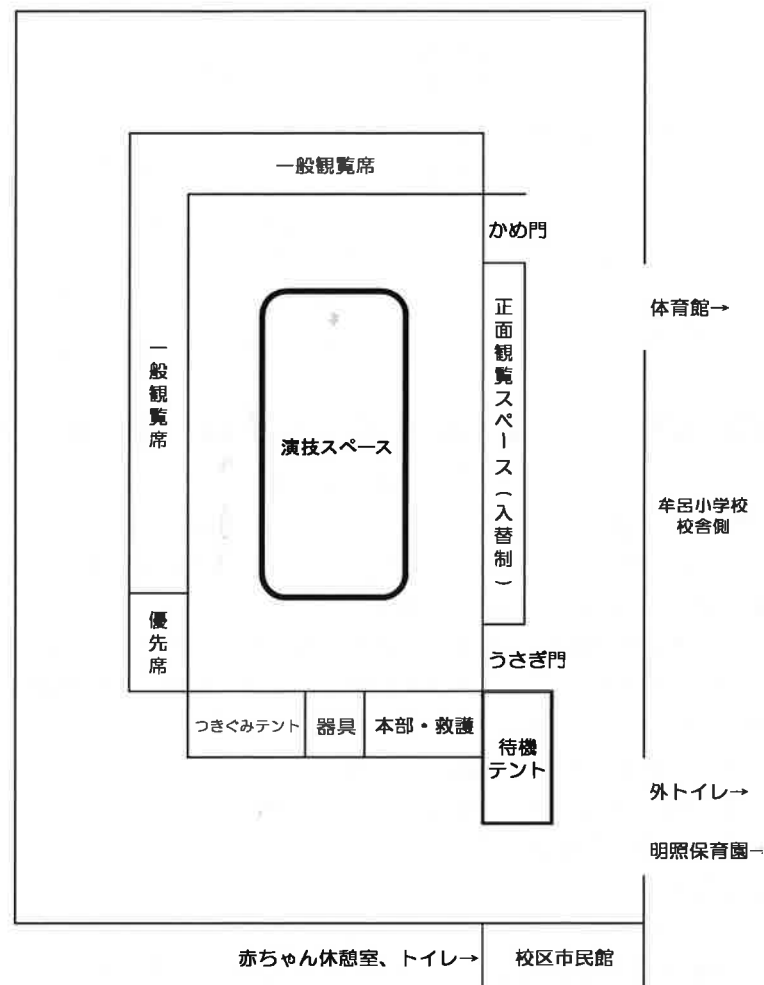 一般観覧席
かめ門
体育館→
正面観覧スペース(入替制)
一般観覧席
演技スペース
牟呂小学校
校舎側
優先席
うさぎ門
つきぐみテント
器具
本部・救護
待機
テント
外トイレ→
明照保育園→
赤ちゃん休憩室、トイレ→
校区市民館